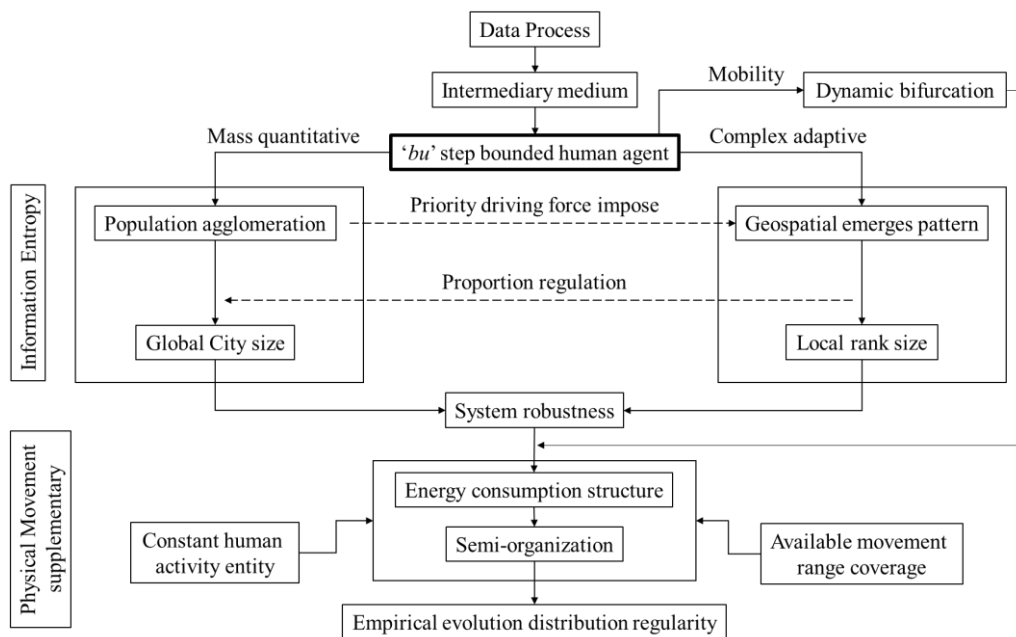 Data Process
Intermediary medium
Mobility
Dynamic bifurcation
Mass quantitative
‘bu’ step bounded human agent
Complex adaptive
Information Entropy
Population agglomeration
Priority driving force impose
Geospatial emerges pattern
Proportion regulation
Global City size
Local rank size
System robustness
Physical Movement
supplementary
Energy consumption structure
Constant human
activity entity
Semi-organization
Available movement
range coverage
Empirical evolution distribution regularity